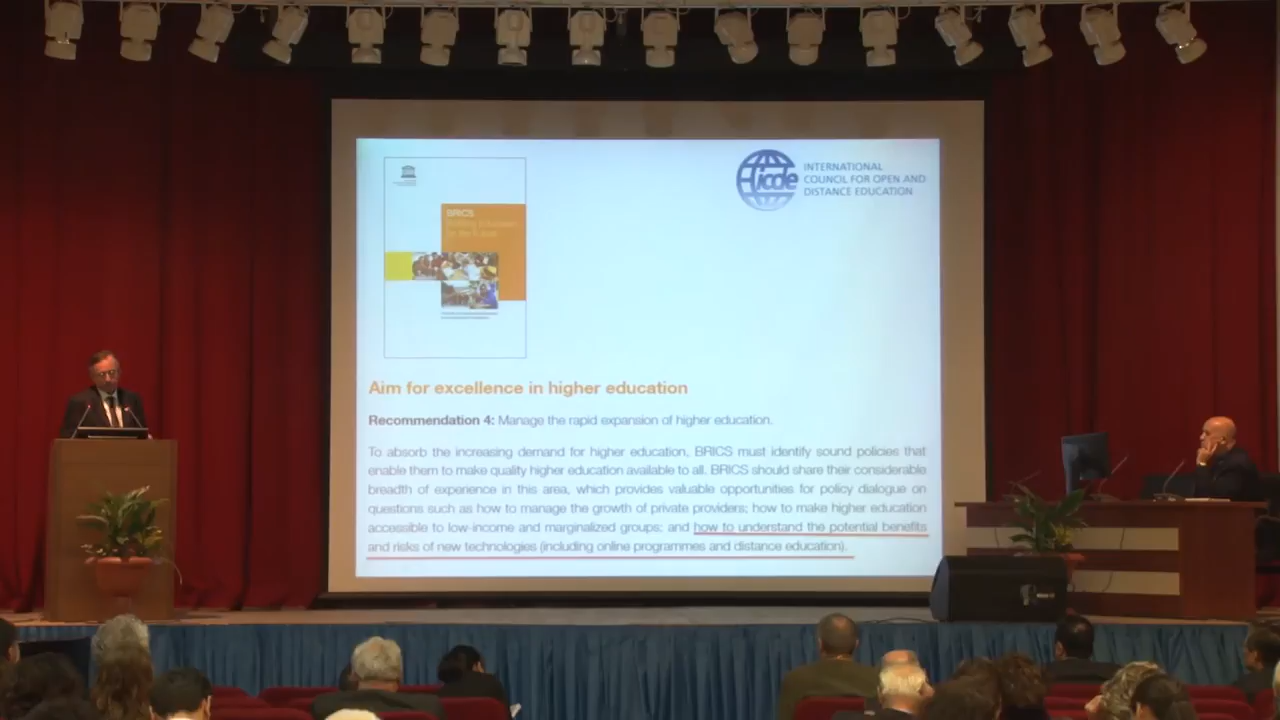 BRICS
icde
INTERNATIONAL
COUNCIL FOR OPEN AND
DISTANCE EDUCATION
Aim for excellence in higher education
Recommendation 4: Manage the rapid expansion of higher education.
To absorb the increasing demand for higher education, BRICS must identify sound policies that
enable them to make quality higher education available to all. BRICS should share their considerable
breadth of experience in this area, which provides valuable opportunities for policy dialogue on
questions such as how to manage the growth of private providers; how to make higher education
accessible to low-income and marginalized groups; and how to understand the potential benefits
and risks of new technologies (including online programmes and distance education).